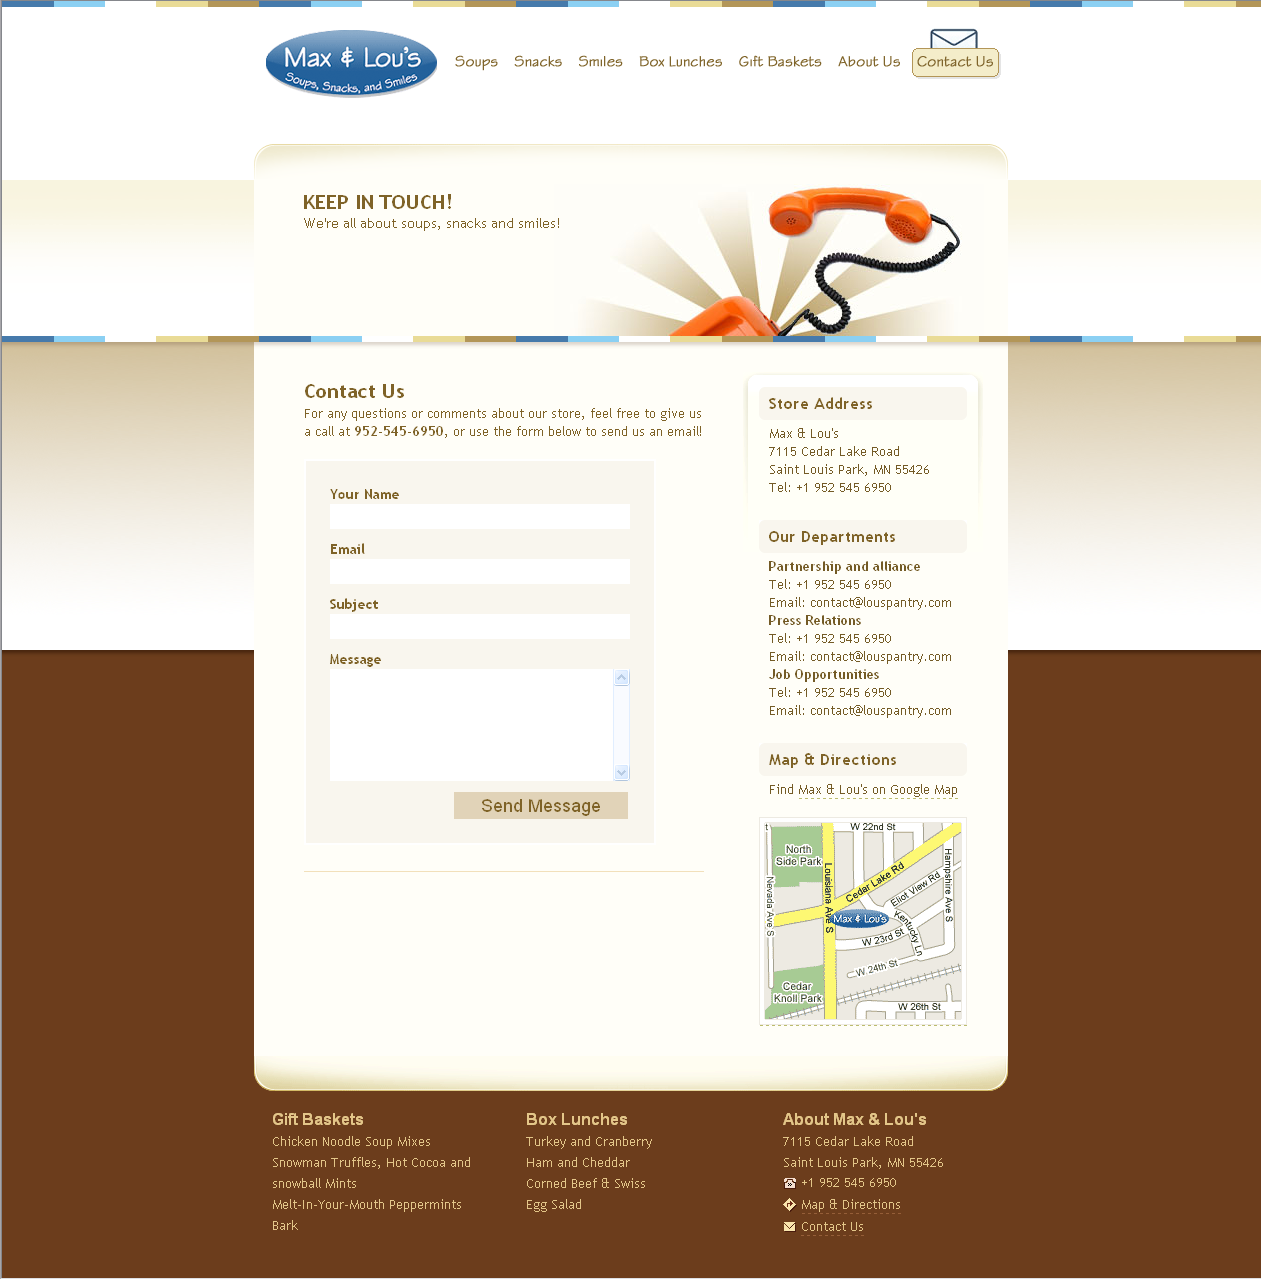 Max & Lou's
Soups, Snacks, and Smiles
Soups
Snacks
Smiles
Box Lunches
Gift Baskets
About Us
Contact Us
KEEP IN TOUCH!
We're all about soups, snacks and smiles!
Contact Us
For any questions or comments about our store, feel free to give us
a call at 952-545-6950, or use the form below to send us an email!
Your Name
Email
Subject
Message
Send Message
Store Address
Max & Lou's
7115 Cedar Lake Road
Saint Louis Park, MN 55426
Tel: +1 952 545 6950
Our Departments
Partnership and alliance
Tel: +1 952 545 6950
Email: contact@louspantry.com
Press Relations
Tel: +1 952 545 6950
Email: contact@louspantry.com
Job Opportunities
Tel: +1 952 545 6950
Email: contact@louspantry.com
Map & Directions
Find Max & Lou's on Google Map
t
W 22nd St
North
Side Park
Cedar Lake Rd
Hampshire Ave S
Eliot View Rd
Louisiana Ave S
Nevada Ave S
Max & Lou's
Kentucky Ln
W 23rd St
W 24th St
Cedar
Knoll Park
W 26th St
Gift Baskets
Chicken Noodle Soup Mixes
Snowman Truffles, Hot Cocoa and
snowball Mints
Melt-In-Your-Mouth Peppermints
Bark
Box Lunches
Turkey and Cranberry
Ham and Cheddar
Corned Beef & Swiss
Egg Salad
About Max & Lou's
7115 Cedar Lake Road
Saint Louis Park, MN 55426
+1 952 545 6950
Map & Directions
Contact Us